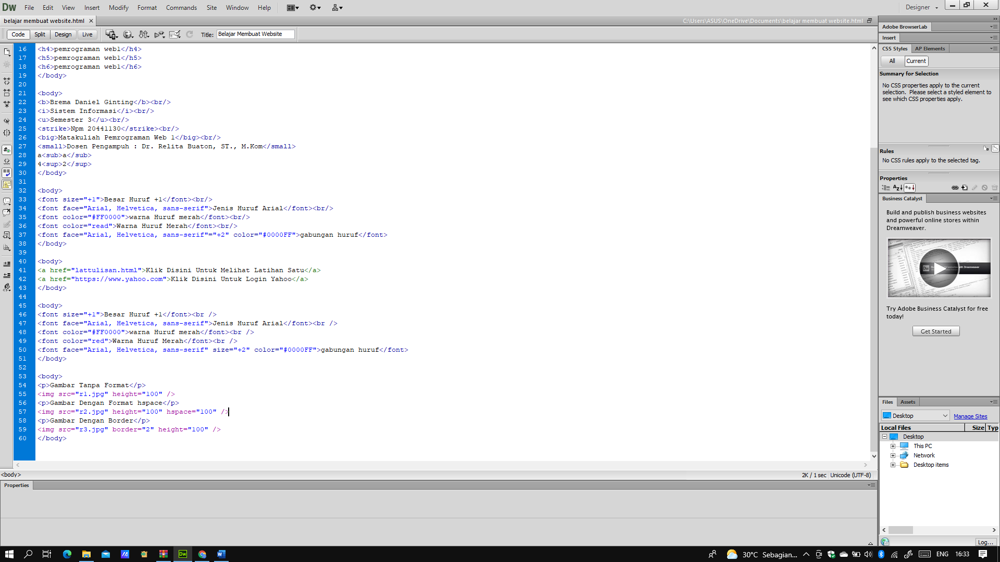 Dw File Edit View Insert Modify Format Commands Site Window Help Designer
belajar membuat website.html C:\Users\ASUS\OneDrive\Documents\belajar membuat website.html
Code Split Design Live Title: Belajar Membuat Website
16 <h4>pemrograman web1</h4>
17 <h5>pemrograman web1</h5>
18 <h6>pemrograman web1</h6>
19 </body>
20
21 <body>
22 <b>Brema Daniel Ginting</b><br/>
23 <i>Sistem Informasi</i><br/>
24 <u>Semester 3</u><br/>
25 <strike>Npm 20441130</strike><br/>
26 <big>Matakuliah Pemrograman Web 1</big><br/>
27 <small>Dosen Pengampuh : Dr. Relita Buaton, ST., M.Kom</small>
28 a<sub>a</sub>
29 4<sup>2</sup>
30 </body>
31
32 <body>
33 <font size="+1">Besar Huruf +1</font><br/>
34 <font face="Arial, Helvetica, sans-serif">Jenis Huruf Arial</font><br/>
35 <font color="#FF0000">warna Huruf merah</font><br/>
36 <font color="read">Warna Huruf Merah</font><br/>
37 <font face="Arial, Helvetica, sans-serif"="+2" color="#0000FF">gabungan huruf</font>
38 </body>
39
40 <body>
41 <a href="lattulisan.html">Klik Disini Untuk Melihat Latihan Satu</a>
42 <a href="https://www.yahoo.com">Klik Disini Untuk Login Yahoo</a>
43 </body>
44
45 <body>
46 <font size="+1">Besar Huruf +1</font><br />
47 <font face="Arial, Helvetica, sans-serif">Jenis Huruf Arial</font><br />
48 <font color="#FF0000">warna Huruf merah</font><br />
49 <font color="red">Warna Huruf Merah</font><br />
50 <font face="Arial, Helvetica, sans-serif" size="+2" color="#0000FF">gabungan huruf</font>
51 </body>
52
53 <body>
54 <p>Gambar Tanpa Format</p>
55 <img src="r1.jpg" height="100" />
56 <p>Gambar Dengan Format hspace</p>
57 <img src="r2.jpg" height="100" hspace="100" />
58 <p>Gambar Dengan Border</p>
59 <img src="r3.jpg" border="2" height="100" />
60 </body>
<body> 2K / 1 sec Unicode (UTF-8)
Properties
Adobe BrowserLab
Insert
CSS Styles AP Elements
All Current
Summary for Selection
No CSS properties apply to the current
selection. Please select a styled element to
see which CSS properties apply.
Rules
No CSS rules apply to the selected tag.
Properties
Business Catalyst
Build and publish business websites
and powerful online stores within
Dreamweaver.
Try Adobe Business Catalyst for free
today!
Get Started
Files Assets
Desktop Manage Sites
Local Files Size Typ
Desktop
This PC
Network
Desktop items
Log...
30°C Sebagian... ENG 16:33